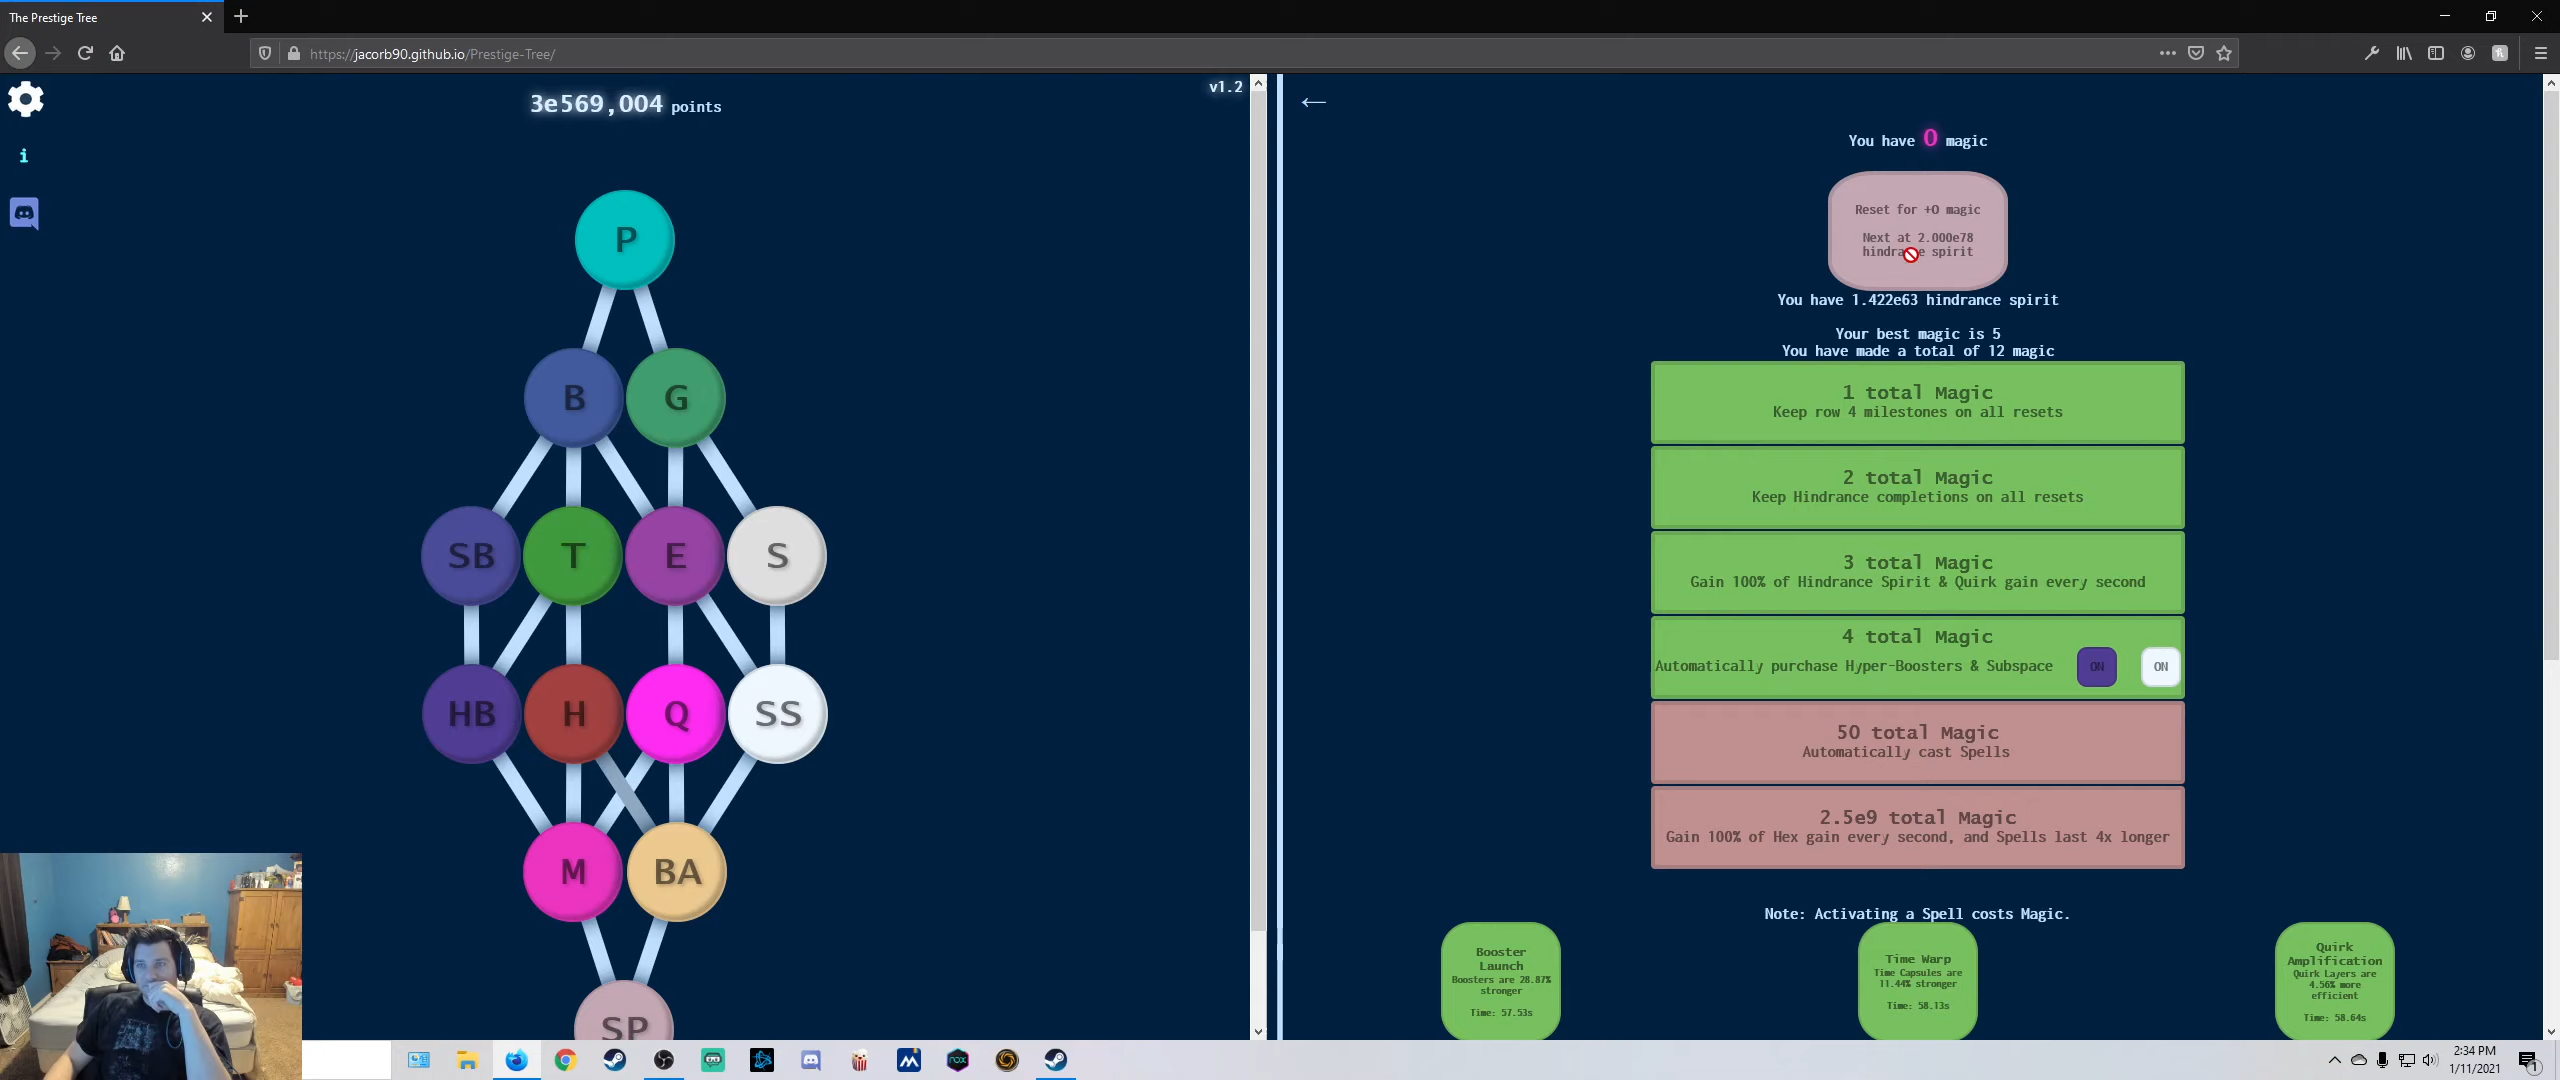 The Prestige Tree
https://jacorb90.github.io/Prestige-Tree/
3e569,004 points
v1.2
i
P
B
G
SB
T
E
S
HB
H
Q
SS
M
BA
SP
←
You have 0 magic
Reset for +0 magic
Next at 2.000e78
spirit
You have 1.422e63 hindrance spirit
Your best magic is 5
You have made a total of 12 magic
1 total Magic
Keep row 4 milestones on all resets
2 total Magic
Keep Hindrance completions on all resets
3 total Magic
Gain 100% of Hindrance Spirit & Quirk gain every second
4 total Magic
Automatically purchase Hyper-Boosters & Subspace
ON
ON
50 total Magic
Automatically cast Spells
2.5e9 total Magic
Gain 100% of Hex gain every second, and Spells last 4x longer
Note: Activating a Spell costs Magic.
Booster
Launch
Boosters are 28.87%
stronger
Time: 57.53s
Time Warp
Time Capsules are
11.44% stronger
Time: 58.13s
Quirk
Amplification
Quirk Layers are
4.56% more
efficient
Time: 58.64s
nox
2:34 PM
1/11/2021
1